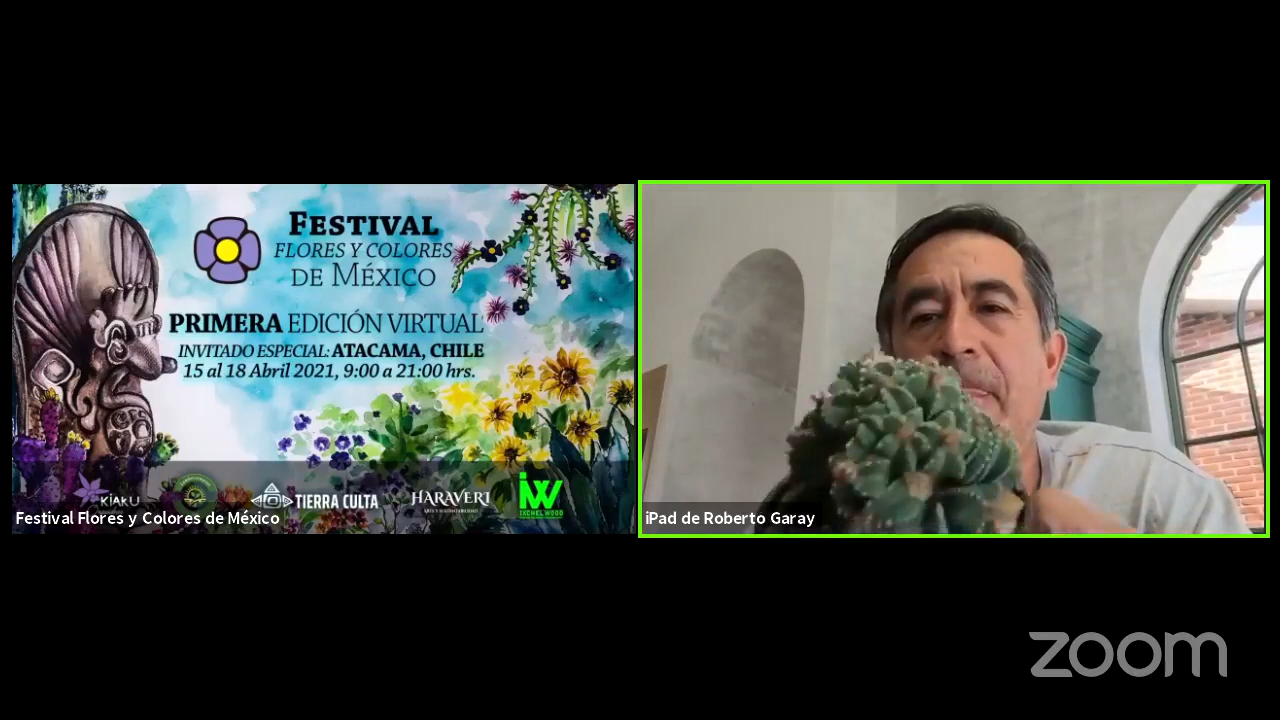 FESTIVAL
FLORES Y COLORES
DE MÉXICO
PRIMERA EDICIÓN VIRTUAL
INVITADO ESPECIAL: ATACAMA, CHILE
15 al 18 Abril 2021, 9:00 a 21:00 hrs.
KIAKU
TIERRA CULTA
HARAVERI
iW
IXCHELWOOD
Festival Flores y Colores de México
iPad de Roberto Garay
zoom